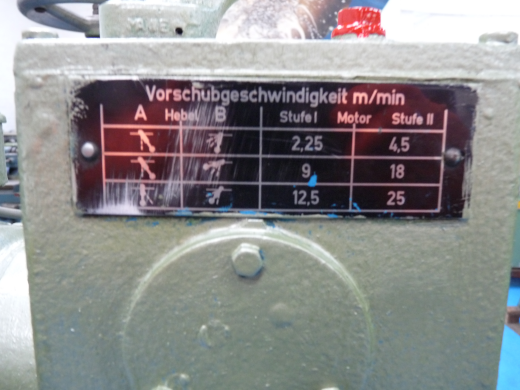 Vorschubgeschwindigkeit m/min
A Hebel B Stufe I Motor Stufe II
2,25 4,5
9 18
12,5 25